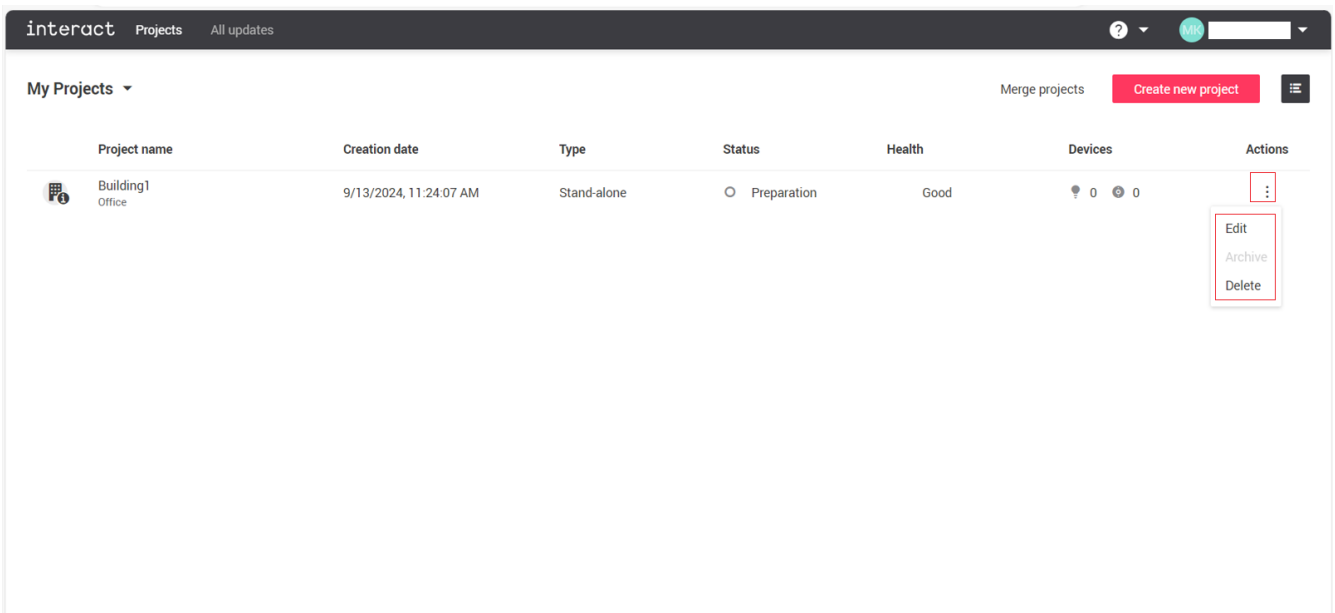 interact Projects All updates ? MK
My Projects Merge projects Create new project
Project name Creation date Type Status Health Devices Actions
Building1
Office
9/13/2024, 11:24:07 AM Stand-alone Preparation Good 0 0
Edit
Archive
Delete